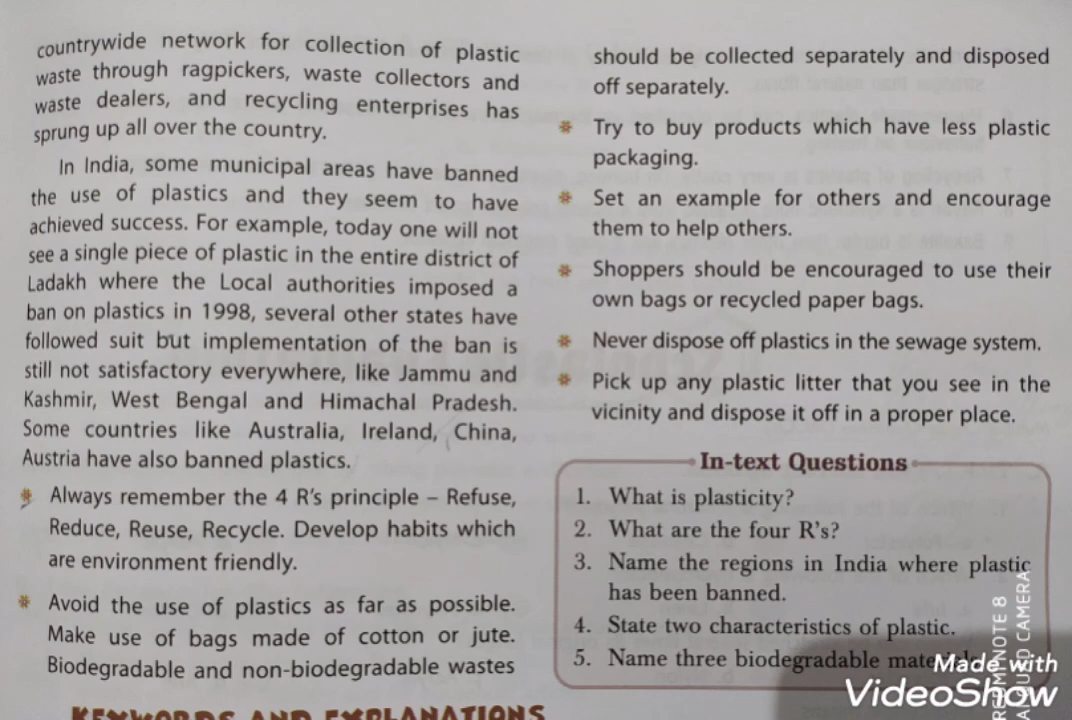 countrywide network for collection of plastic
waste through ragpickers, waste collectors and
waste dealers, and recycling enterprises has
sprung up all over the country.
In India, some municipal areas have banned
the use of plastics and they seem to have
achieved success. For example, today one will not
see a single piece of plastic in the entire district of
Ladakh where the Local authorities imposed a
ban on plastics in 1998, several other states have
followed suit but implementation of the ban is
still not satisfactory everywhere, like Jammu and
Kashmir, West Bengal and Himachal Pradesh.
Some countries like Australia, Ireland, China,
Austria have also banned plastics.
Always remember the 4 R's principle – Refuse,
Reduce, Reuse, Recycle. Develop habits which
are environment friendly.
Avoid the use of plastics as far as possible.
Make use of bags made of cotton or jute.
Biodegradable and non-biodegradable wastes
KEYWORDS AND EXPLANATIONS
should be collected separately and disposed
off separately.
Try to buy products which have less plastic
packaging.
Set an example for others and encourage
them to help others.
Shoppers should be encouraged to use their
own bags or recycled paper bags.
Never dispose off plastics in the sewage system.
Pick up any plastic litter that you see in the
vicinity and dispose it off in a proper place.
In-text Questions
1. What is plasticity?
2. What are the four R's?
3. Name the regions in India where plastic
has been banned.
4. State two characteristics of plastic.
5. Name three biodegradable
Made with
VideoShow
NOTE 8
CAMERA